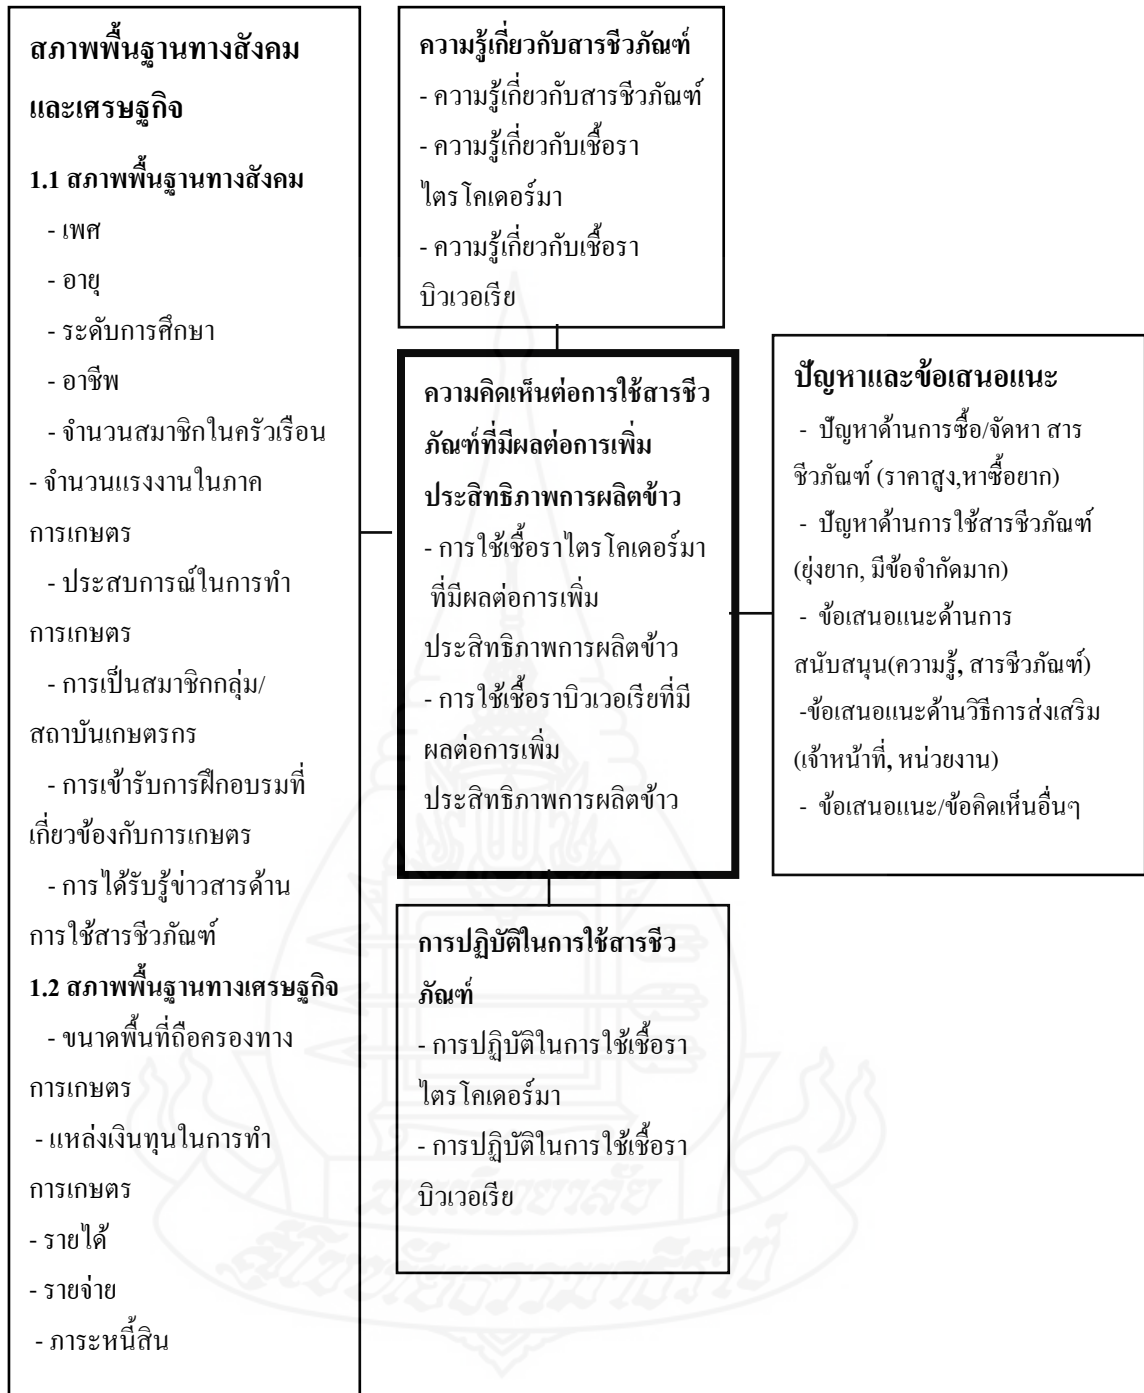 สภาพพื้นฐานทางสังคม
และเศรษฐกิจ
1.1 สภาพพื้นฐานทางสังคม
- เพศ
- อายุ
- ระดับการศึกษา
- อาชีพ
- จำนวนสมาชิกในครัวเรือน
- จำนวนแรงงานในภาค
การเกษตร
- ประสบการณ์ในการทำ
การเกษตร
- การเป็นสมาชิกกลุ่ม/
สถาบันเกษตรกร
- การเข้ารับการฝึกอบรมที่
เกี่ยวข้องกับการเกษตร
- การได้รับรู้ข่าวสารด้าน
การใช้สารชีวภัณฑ์
1.2 สภาพพื้นฐานทางเศรษฐกิจ
- ขนาดพื้นที่ถือครองทาง
การเกษตร
- แหล่งเงินทุนในการทำ
การเกษตร
- รายได้
- รายจ่าย
- ภาระหนี้สิน
ความรู้เกี่ยวกับสารชีวภัณฑ์
- ความรู้เกี่ยวกับสารชีวภัณฑ์
- ความรู้เกี่ยวกับเชื้อรา
ไตรโคเดอร์มา
- ความรู้เกี่ยวกับเชื้อรา
บิวเวอเรีย
ความคิดเห็นต่อการใช้สารชีว
ภัณฑ์ที่มีผลต่อการเพิ่ม
ประสิทธิภาพการผลิตข้าว
- การใช้เชื้อราไตรโคเดอร์มา
ที่มีผลต่อการเพิ่ม
ประสิทธิภาพการผลิตข้าว
- การใช้เชื้อราบิวเวอเรียที่มี
ผลต่อการเพิ่ม
ประสิทธิภาพการผลิตข้าว
การปฏิบัติในการใช้สารชีว
ภัณฑ์
- การปฏิบัติในการใช้เชื้อรา
ไตรโคเดอร์มา
- การปฏิบัติในการใช้เชื้อรา
บิวเวอเรีย
ปัญหาและข้อเสนอแนะ
- ปัญหาด้านการซื้อ/จัดหา สาร
ชีวภัณฑ์ (ราคาสูง,หาซื้อยาก)
- ปัญหาด้านการใช้สารชีวภัณฑ์
(ยุ่งยาก, มีข้อจำกัดมาก)
- ข้อเสนอแนะด้านการ
สนับสนุน(ความรู้, สารชีวภัณฑ์)
-ข้อเสนอแนะด้านวิธีการส่งเสริม
(เจ้าหน้าที่, หน่วยงาน)
- ข้อเสนอแนะ/ข้อคิดเห็นอื่นๆ
มหาวิทยาลัย
สุโขทัยธรรมาธิราช